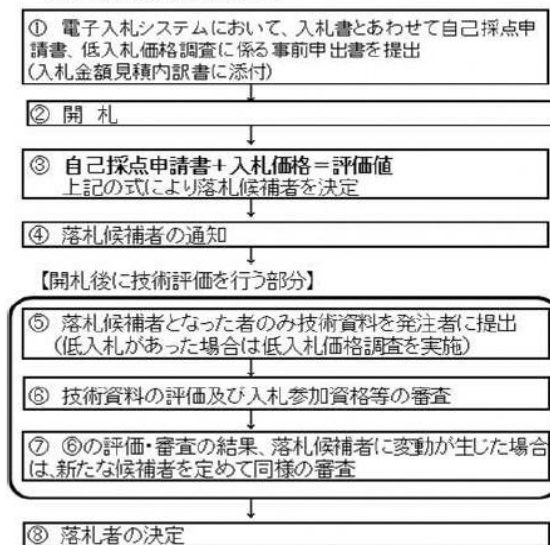 ① 電子入札システムにおいて、入札書とあわせて自己採点申
請書、低入札価格調査に係る事前申出書を提出
(入札金額見積内訳書に添付)
② 開 札
③ 自己採点申請書+入札価格=評価値
上記の式により落札候補者を決定
④ 落札候補者の通知
【開札後に技術評価を行う部分】
⑤ 落札候補者となった者のみ技術資料を発注者に提出
(低入札があった場合は低入札価格調査を実施)
⑥ 技術資料の評価及び入札参加資格等の審査
⑦ ⑥の評価・審査の結果、落札候補者に変動が生じた場合
は、新たな候補者を定めて同様の審査
⑧ 落札者の決定